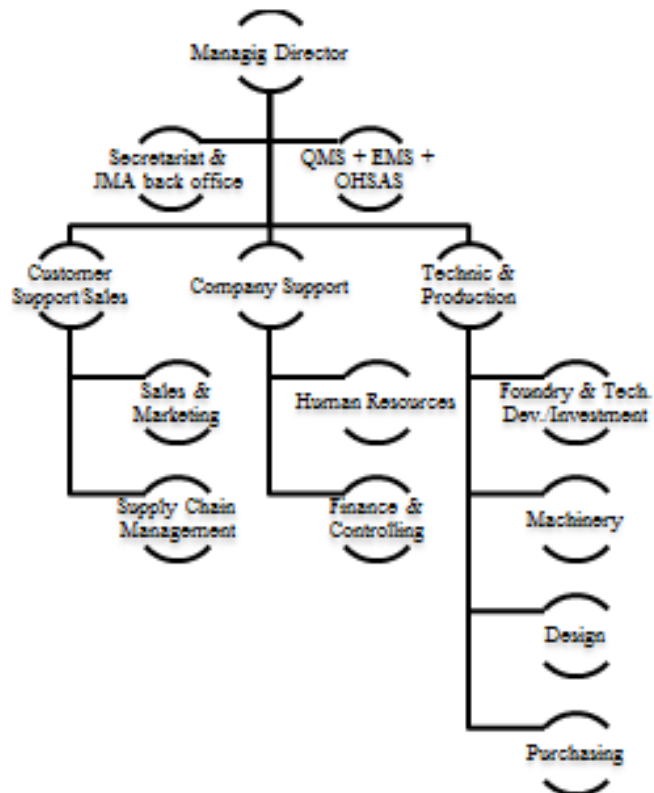 Managig Director
Secretariat &
JMA back office
QMS + EMS +
OHSAS
Customer
Support/Sales
Company Support
Technic &
Production
Sales &
Marketing
Human Resources
Foundry & Tech.
Dev./Investment
Supply Chain
Management
Finance &
Controlling
Machinery
Design
Purchasing